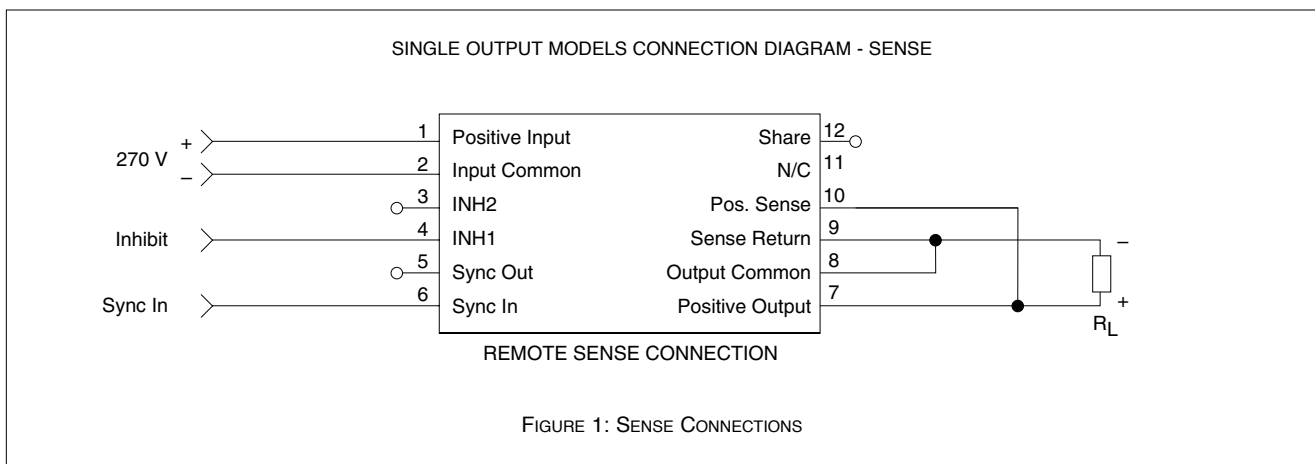 SINGLE OUTPUT MODELS CONNECTION DIAGRAM - SENSE
270 V
+
–
Inhibit
Sync In
1 Positive Input
2 Input Common
3 INH2
4 INH1
5 Sync Out
6 Sync In
Share 12
N/C 11
Pos. Sense 10
Sense Return 9
Output Common 8
Positive Output 7
–
+
RL
REMOTE SENSE CONNECTION
FIGURE 1: SENSE CONNECTIONS